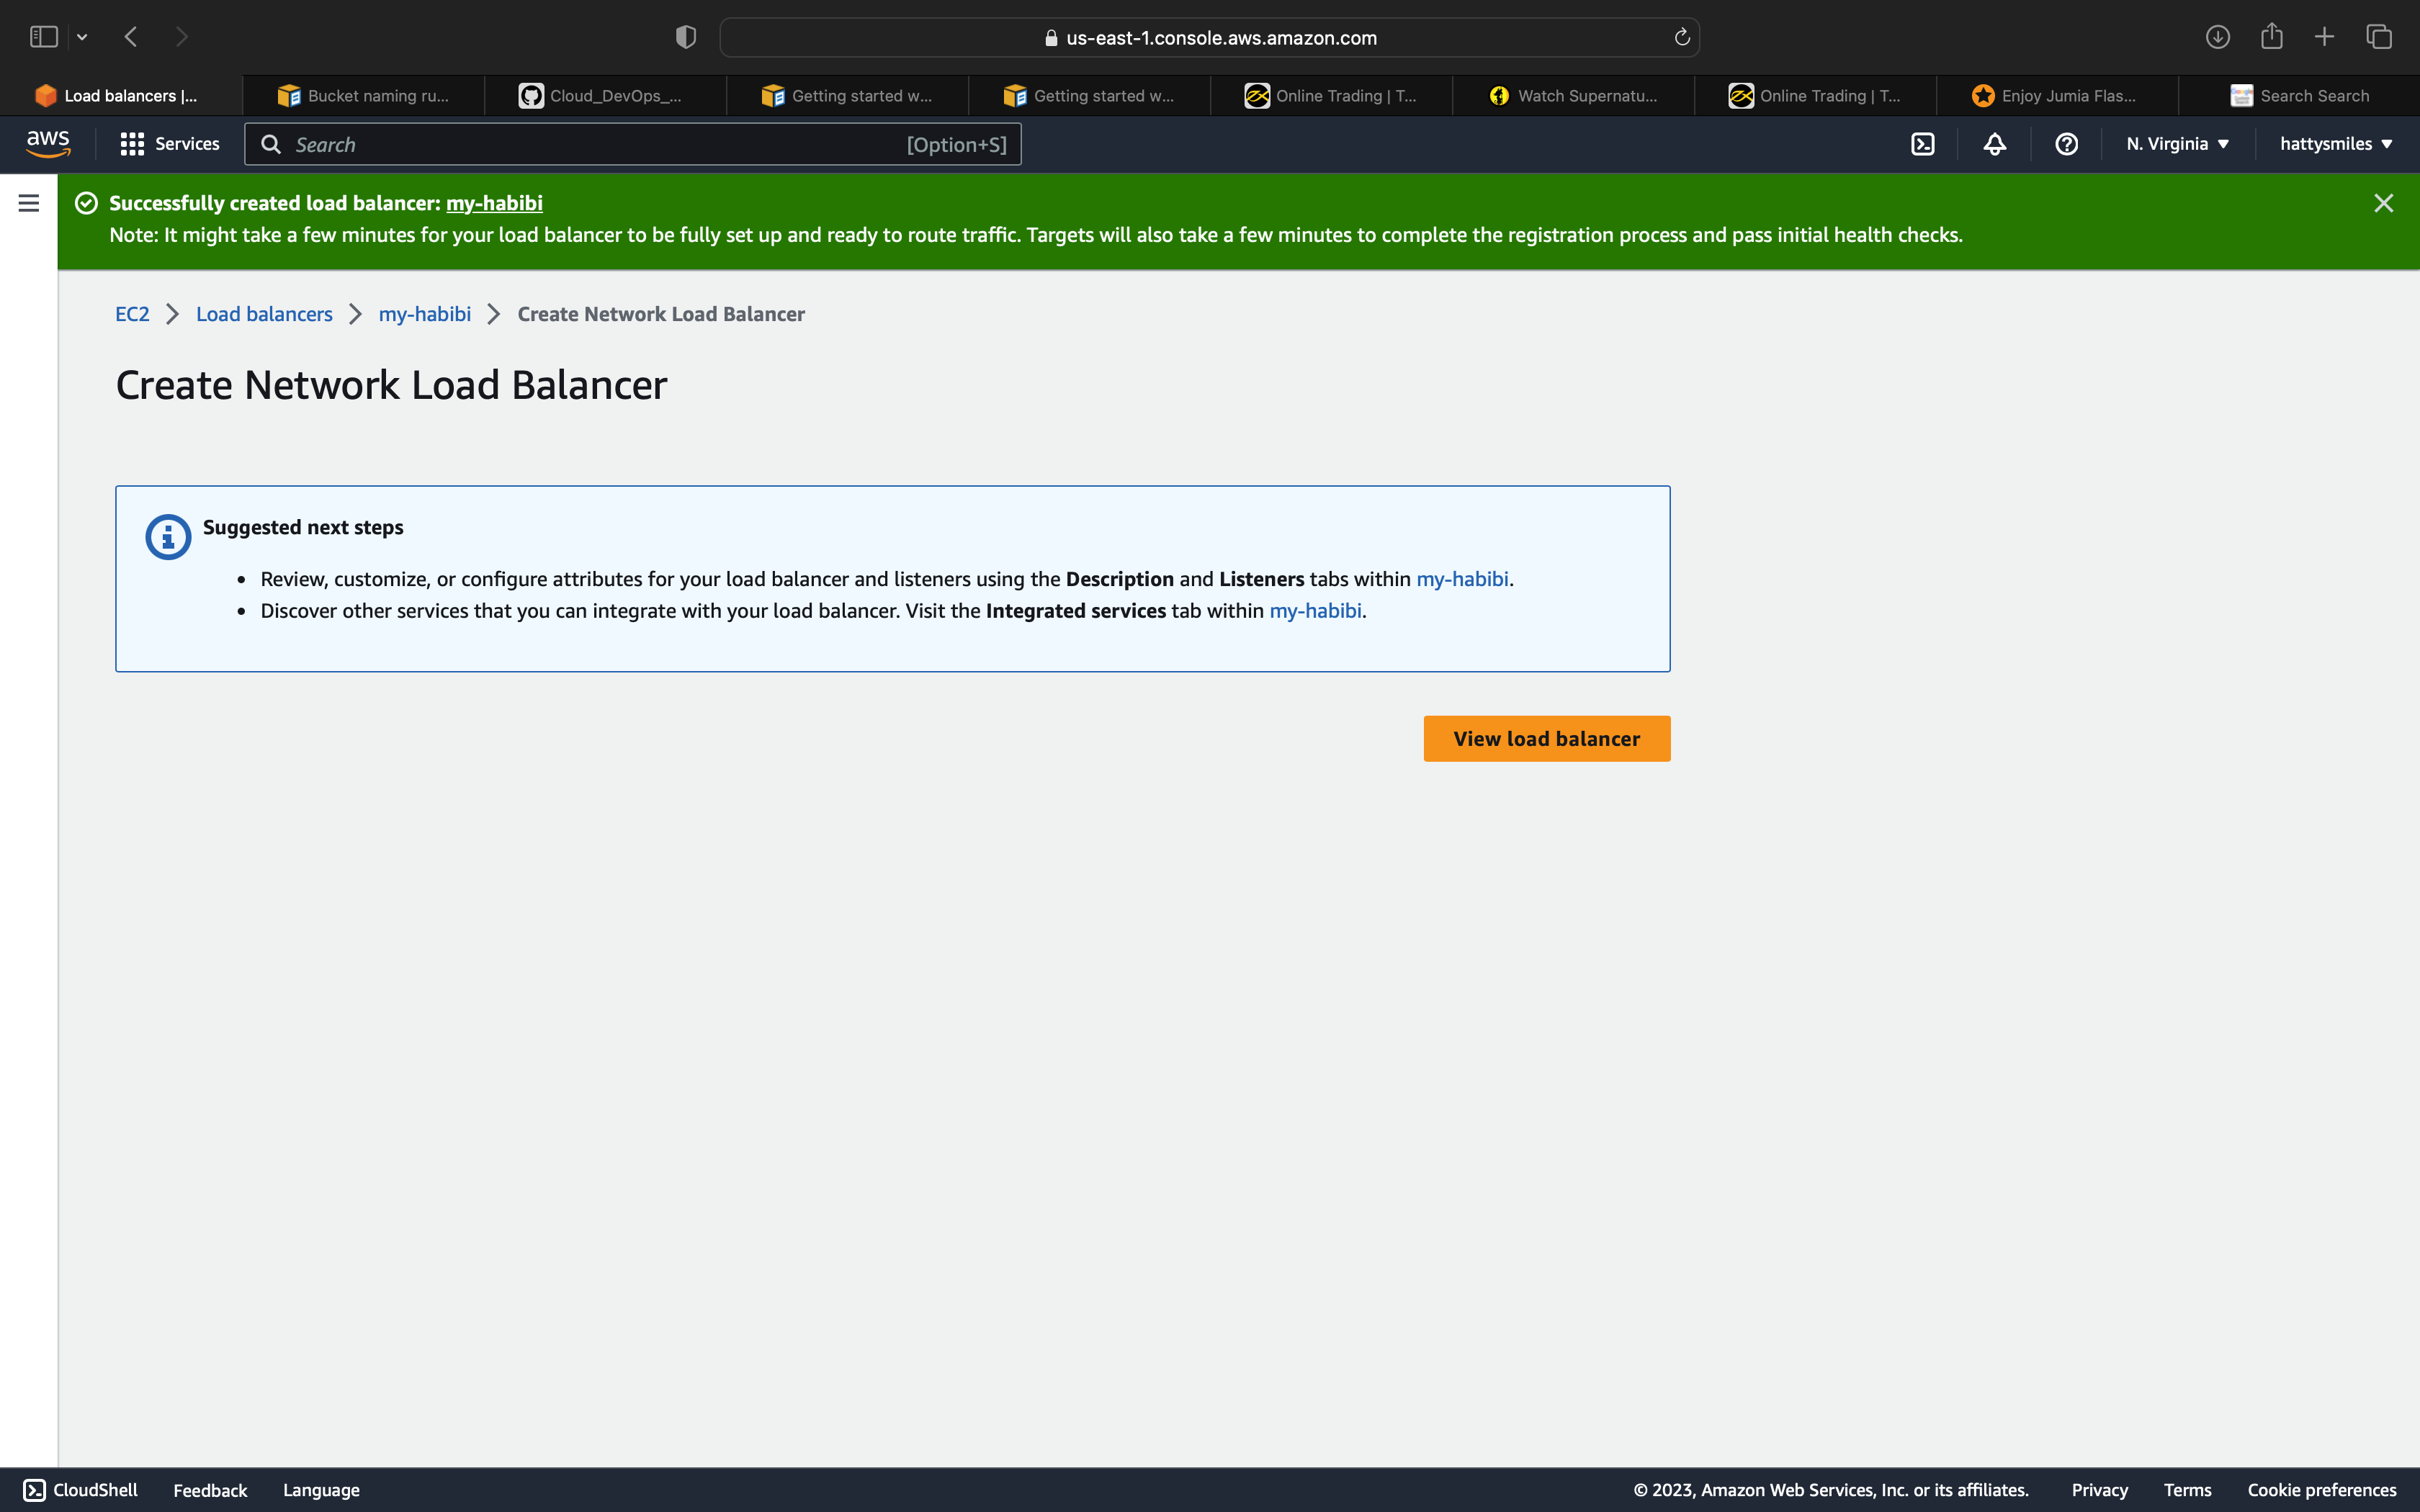 us-east-1.console.aws.amazon.com
Load balancers |...
Bucket naming ru...
Cloud_DevOps_...
Getting started w...
Getting started w...
Online Trading | T...
Watch Supernatu...
Online Trading | T...
Enjoy Jumia Flas...
Search Search
aws
Services
Search
[Option+S]
N. Virginia
hattysmiles
Successfully created load balancer: my-habibi
Note: It might take a few minutes for your load balancer to be fully set up and ready to route traffic. Targets will also take a few minutes to complete the registration process and pass initial health checks.
EC2
Load balancers
my-habibi
Create Network Load Balancer
Create Network Load Balancer
Suggested next steps
Review, customize, or configure attributes for your load balancer and listeners using the Description and Listeners tabs within my-habibi.
Discover other services that you can integrate with your load balancer. Visit the Integrated services tab within my-habibi.
View load balancer
CloudShell
Feedback
Language
© 2023, Amazon Web Services, Inc. or its affiliates.
Privacy
Terms
Cookie preferences